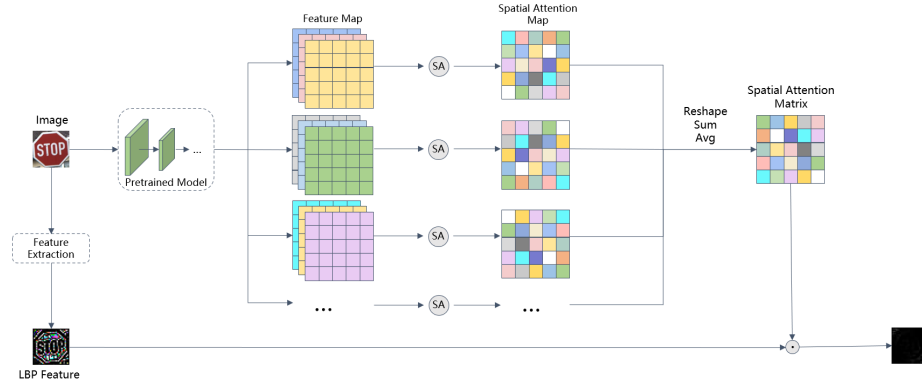 Feature Map
Spatial Attention
Map
SA
Spatial Attention
Matrix
Image
STOP
...
Pretrained Model
SA
Reshape
Sum
Avg
Feature
Extraction
SA
...
SA
...
STOP
LBP Feature